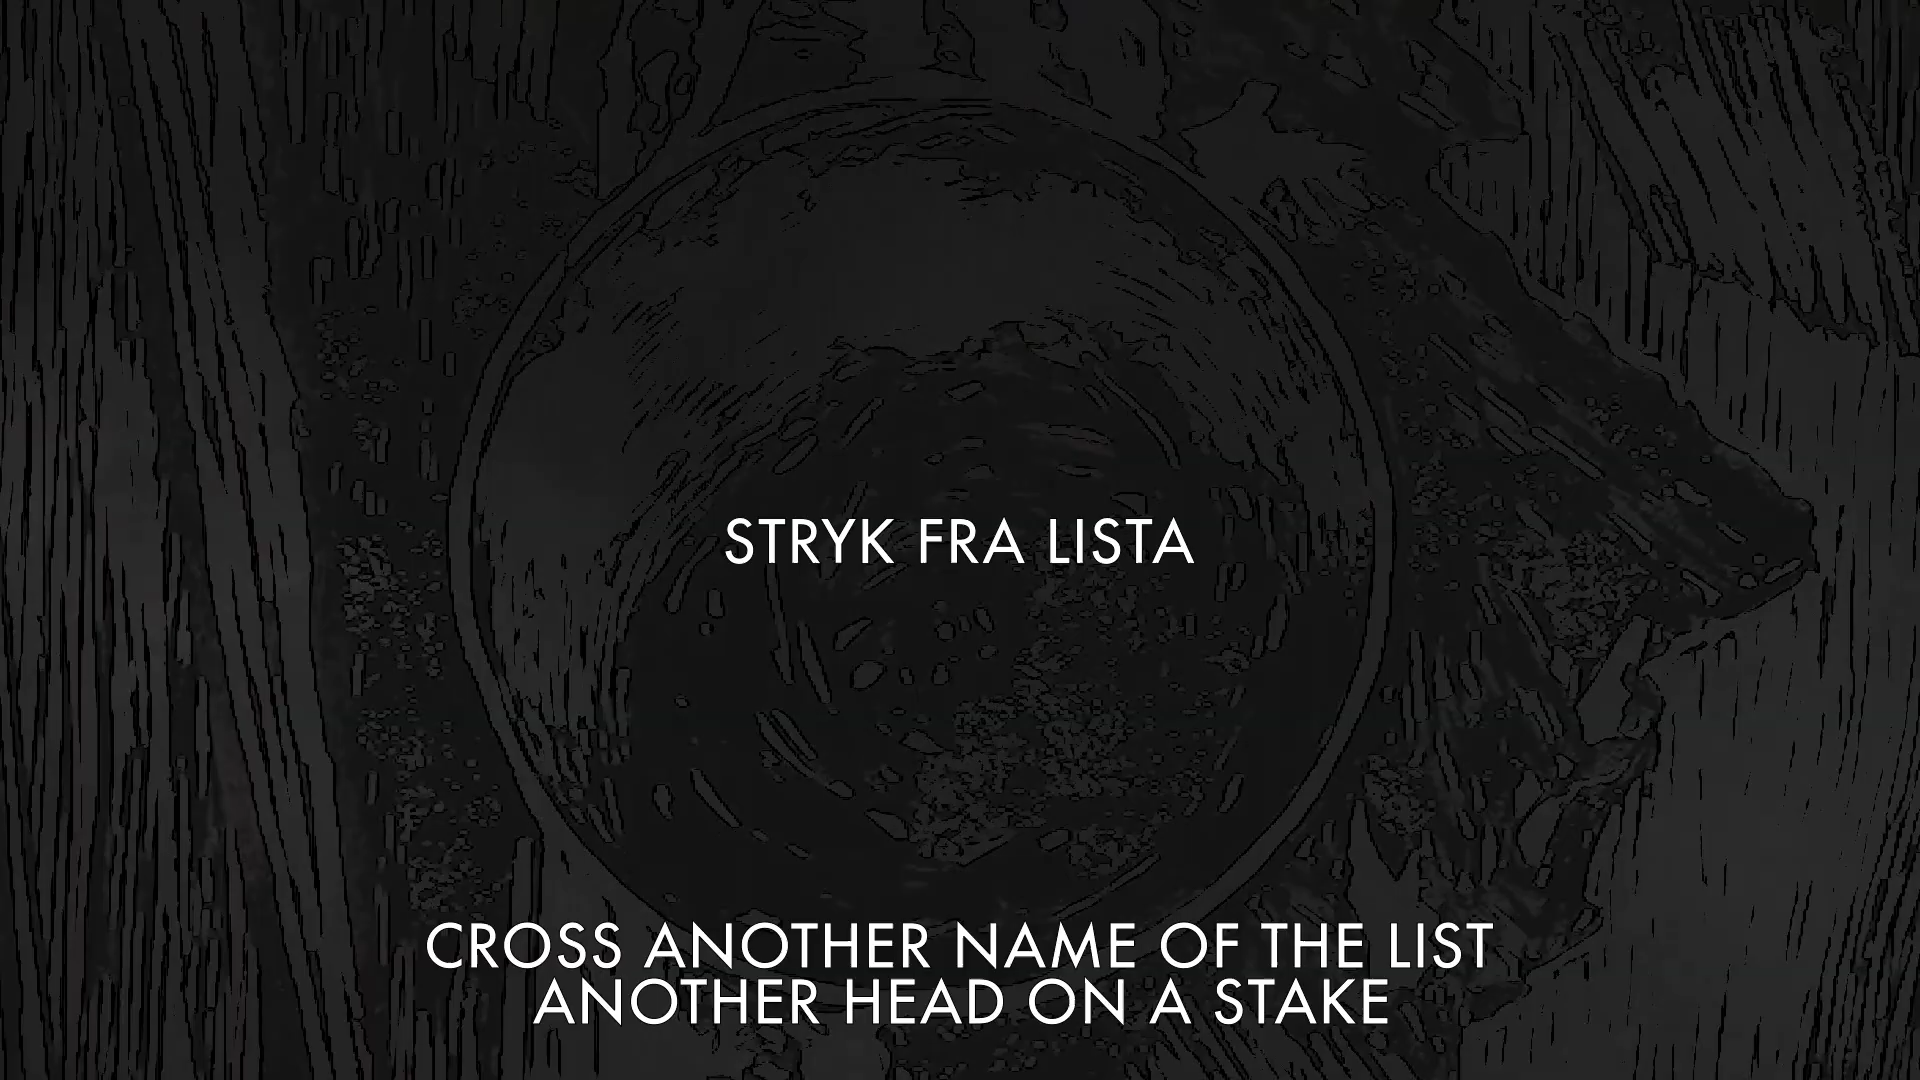 STRYK FRA LISTA
CROSS ANOTHER NAME OF THE LIST
ANOTHER HEAD ON A STAKE